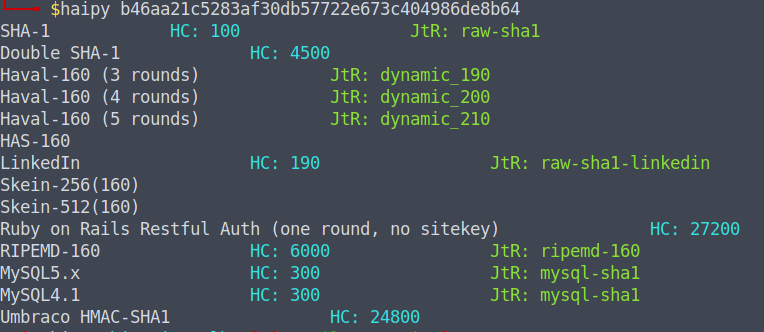 $haipy b46aa21c5283af30db57722e673c404986de8b64
SHA-1 HC: 100 JtR: raw-sha1
Double SHA-1 HC: 4500
Haval-160 (3 rounds) JtR: dynamic_190
Haval-160 (4 rounds) JtR: dynamic_200
Haval-160 (5 rounds) JtR: dynamic_210
HAS-160
LinkedIn HC: 190 JtR: raw-sha1-linkedin
Skein-256(160)
Skein-512(160)
Ruby on Rails Restful Auth (one round, no sitekey) HC: 27200
RIPEMD-160 HC: 6000 JtR: ripemd-160
MySQL5.x HC: 300 JtR: mysql-sha1
MySQL4.1 HC: 300 JtR: mysql-sha1
Umbraco HMAC-SHA1 HC: 24800